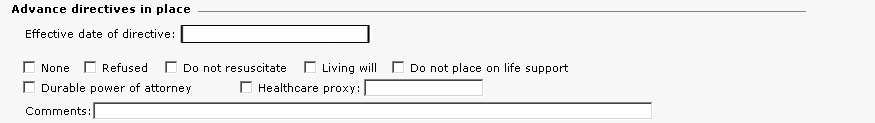 Advance directives in place
Effective date of directive:
None Refused Do not resuscitate Living will Do not place on life support
Durable power of attorney Healthcare proxy:
Comments: